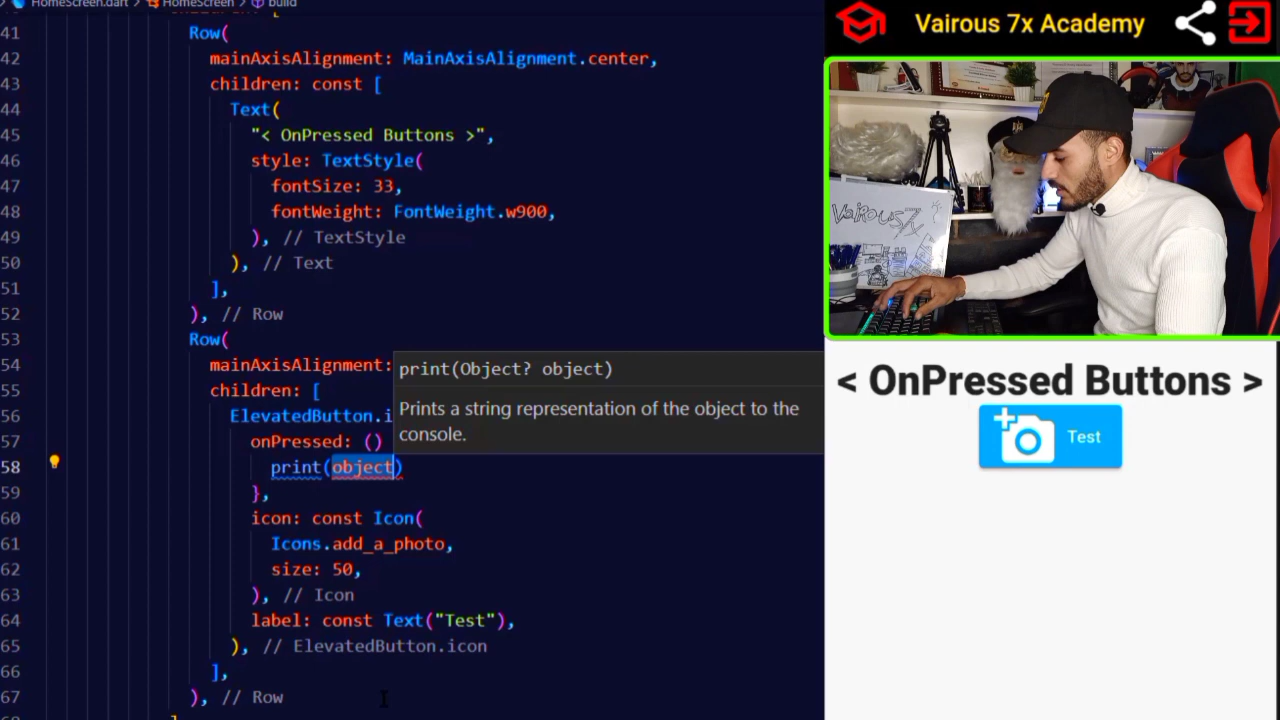 HomeScreen.dart > HomeScreen > build
41 Row(
42 mainAxisAlignment: MainAxisAlignment.center,
43 children: const [
44 Text(
45 "< OnPressed Buttons >",
46 style: TextStyle(
47 fontSize: 33,
48 fontWeight: FontWeight.w900,
49 ), // TextStyle
50 ), // Text
51 ],
52 ), // Row
53 Row(
54 mainAxisAlignment:
55 children: [
56 ElevatedButton.i
57 onPressed: ()
58 print(object)
59 },
60 icon: const Icon(
61 Icons.add_a_photo,
62 size: 50,
63 ), // Icon
64 label: const Text("Test"),
65 ), // ElevatedButton.icon
66 ],
67 ), // Row
print(Object? object)
Prints a string representation of the object to the
console.
Vairous 7x Academy
Vairous7x
< OnPressed Buttons >
Test